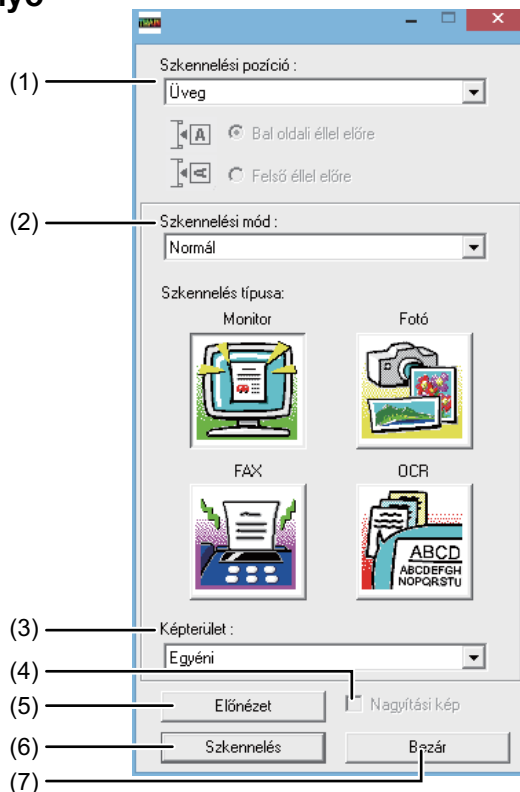 TWAIN
(1)
Szkennelési pozíció :
Üveg
A
Bal oldali éllel előre
A
Felső éllel előre
(2)
Szkennelési mód :
Normál
Szkennelés típusa:
Monitor
Fotó
FAX
OCR
ABCD
ABCDEFGH
NOPQRSTU
(3)
Képterület :
Egyéni
(4)
(5)
Előnézet
Nagyítási kép
(6)
Szkennelés
Bezár
(7)